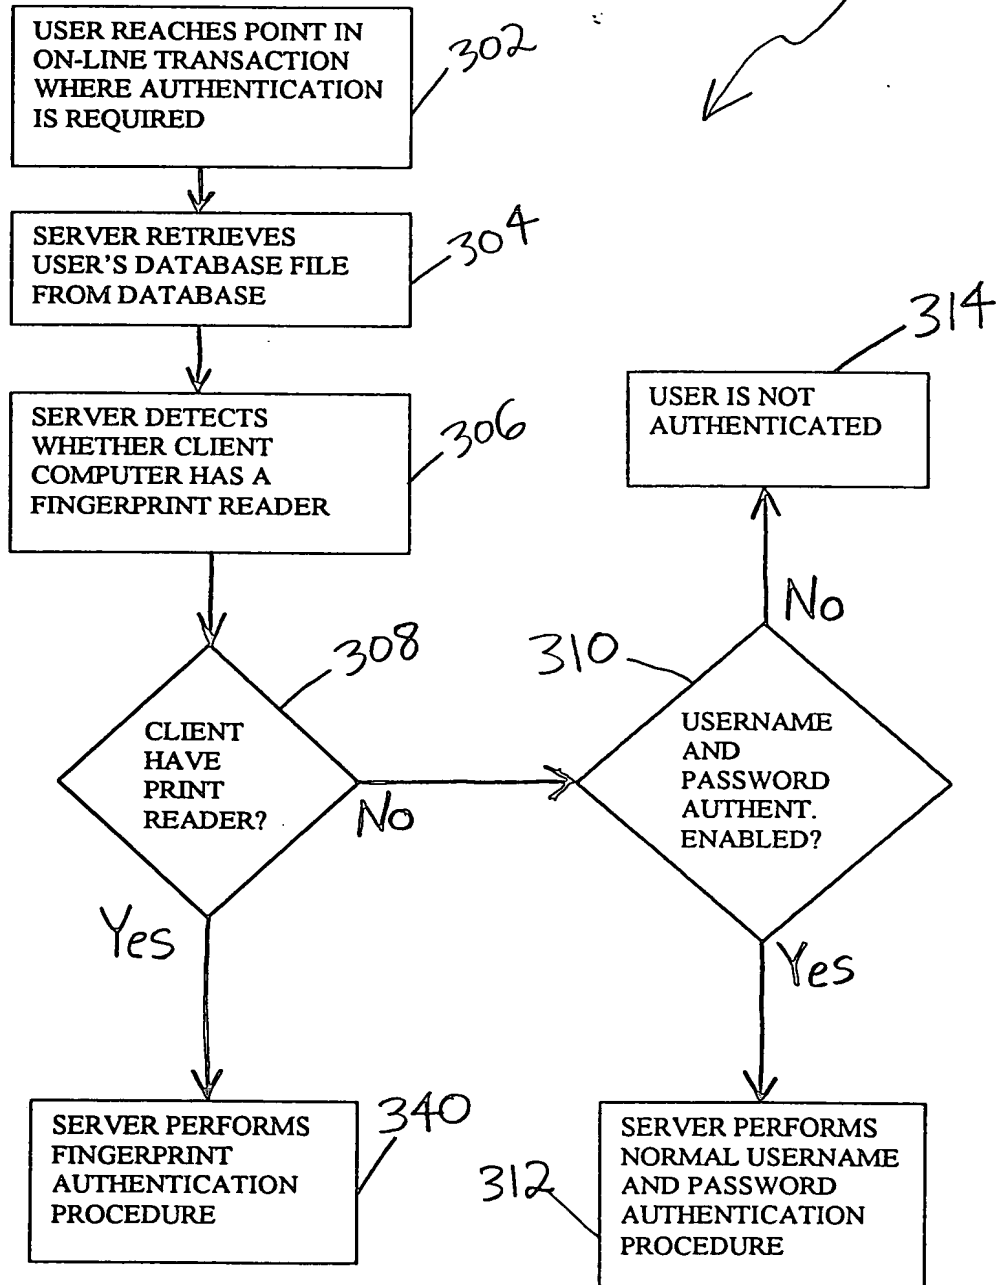 USER REACHES POINT IN
ON-LINE TRANSACTION
WHERE AUTHENTICATION
IS REQUIRED
302
SERVER RETRIEVES
USER'S DATABASE FILE
FROM DATABASE
304
SERVER DETECTS
WHETHER CLIENT
COMPUTER HAS A
FINGERPRINT READER
306
314
USER IS NOT
AUTHENTICATED
No
308
CLIENT
HAVE
PRINT
READER?
No
310
USERNAME
AND
PASSWORD
AUTHENT.
ENABLED?
Yes
Yes
SERVER PERFORMS
FINGERPRINT
AUTHENTICATION
PROCEDURE
340
312
SERVER PERFORMS
NORMAL USERNAME
AND PASSWORD
AUTHENTICATION
PROCEDURE